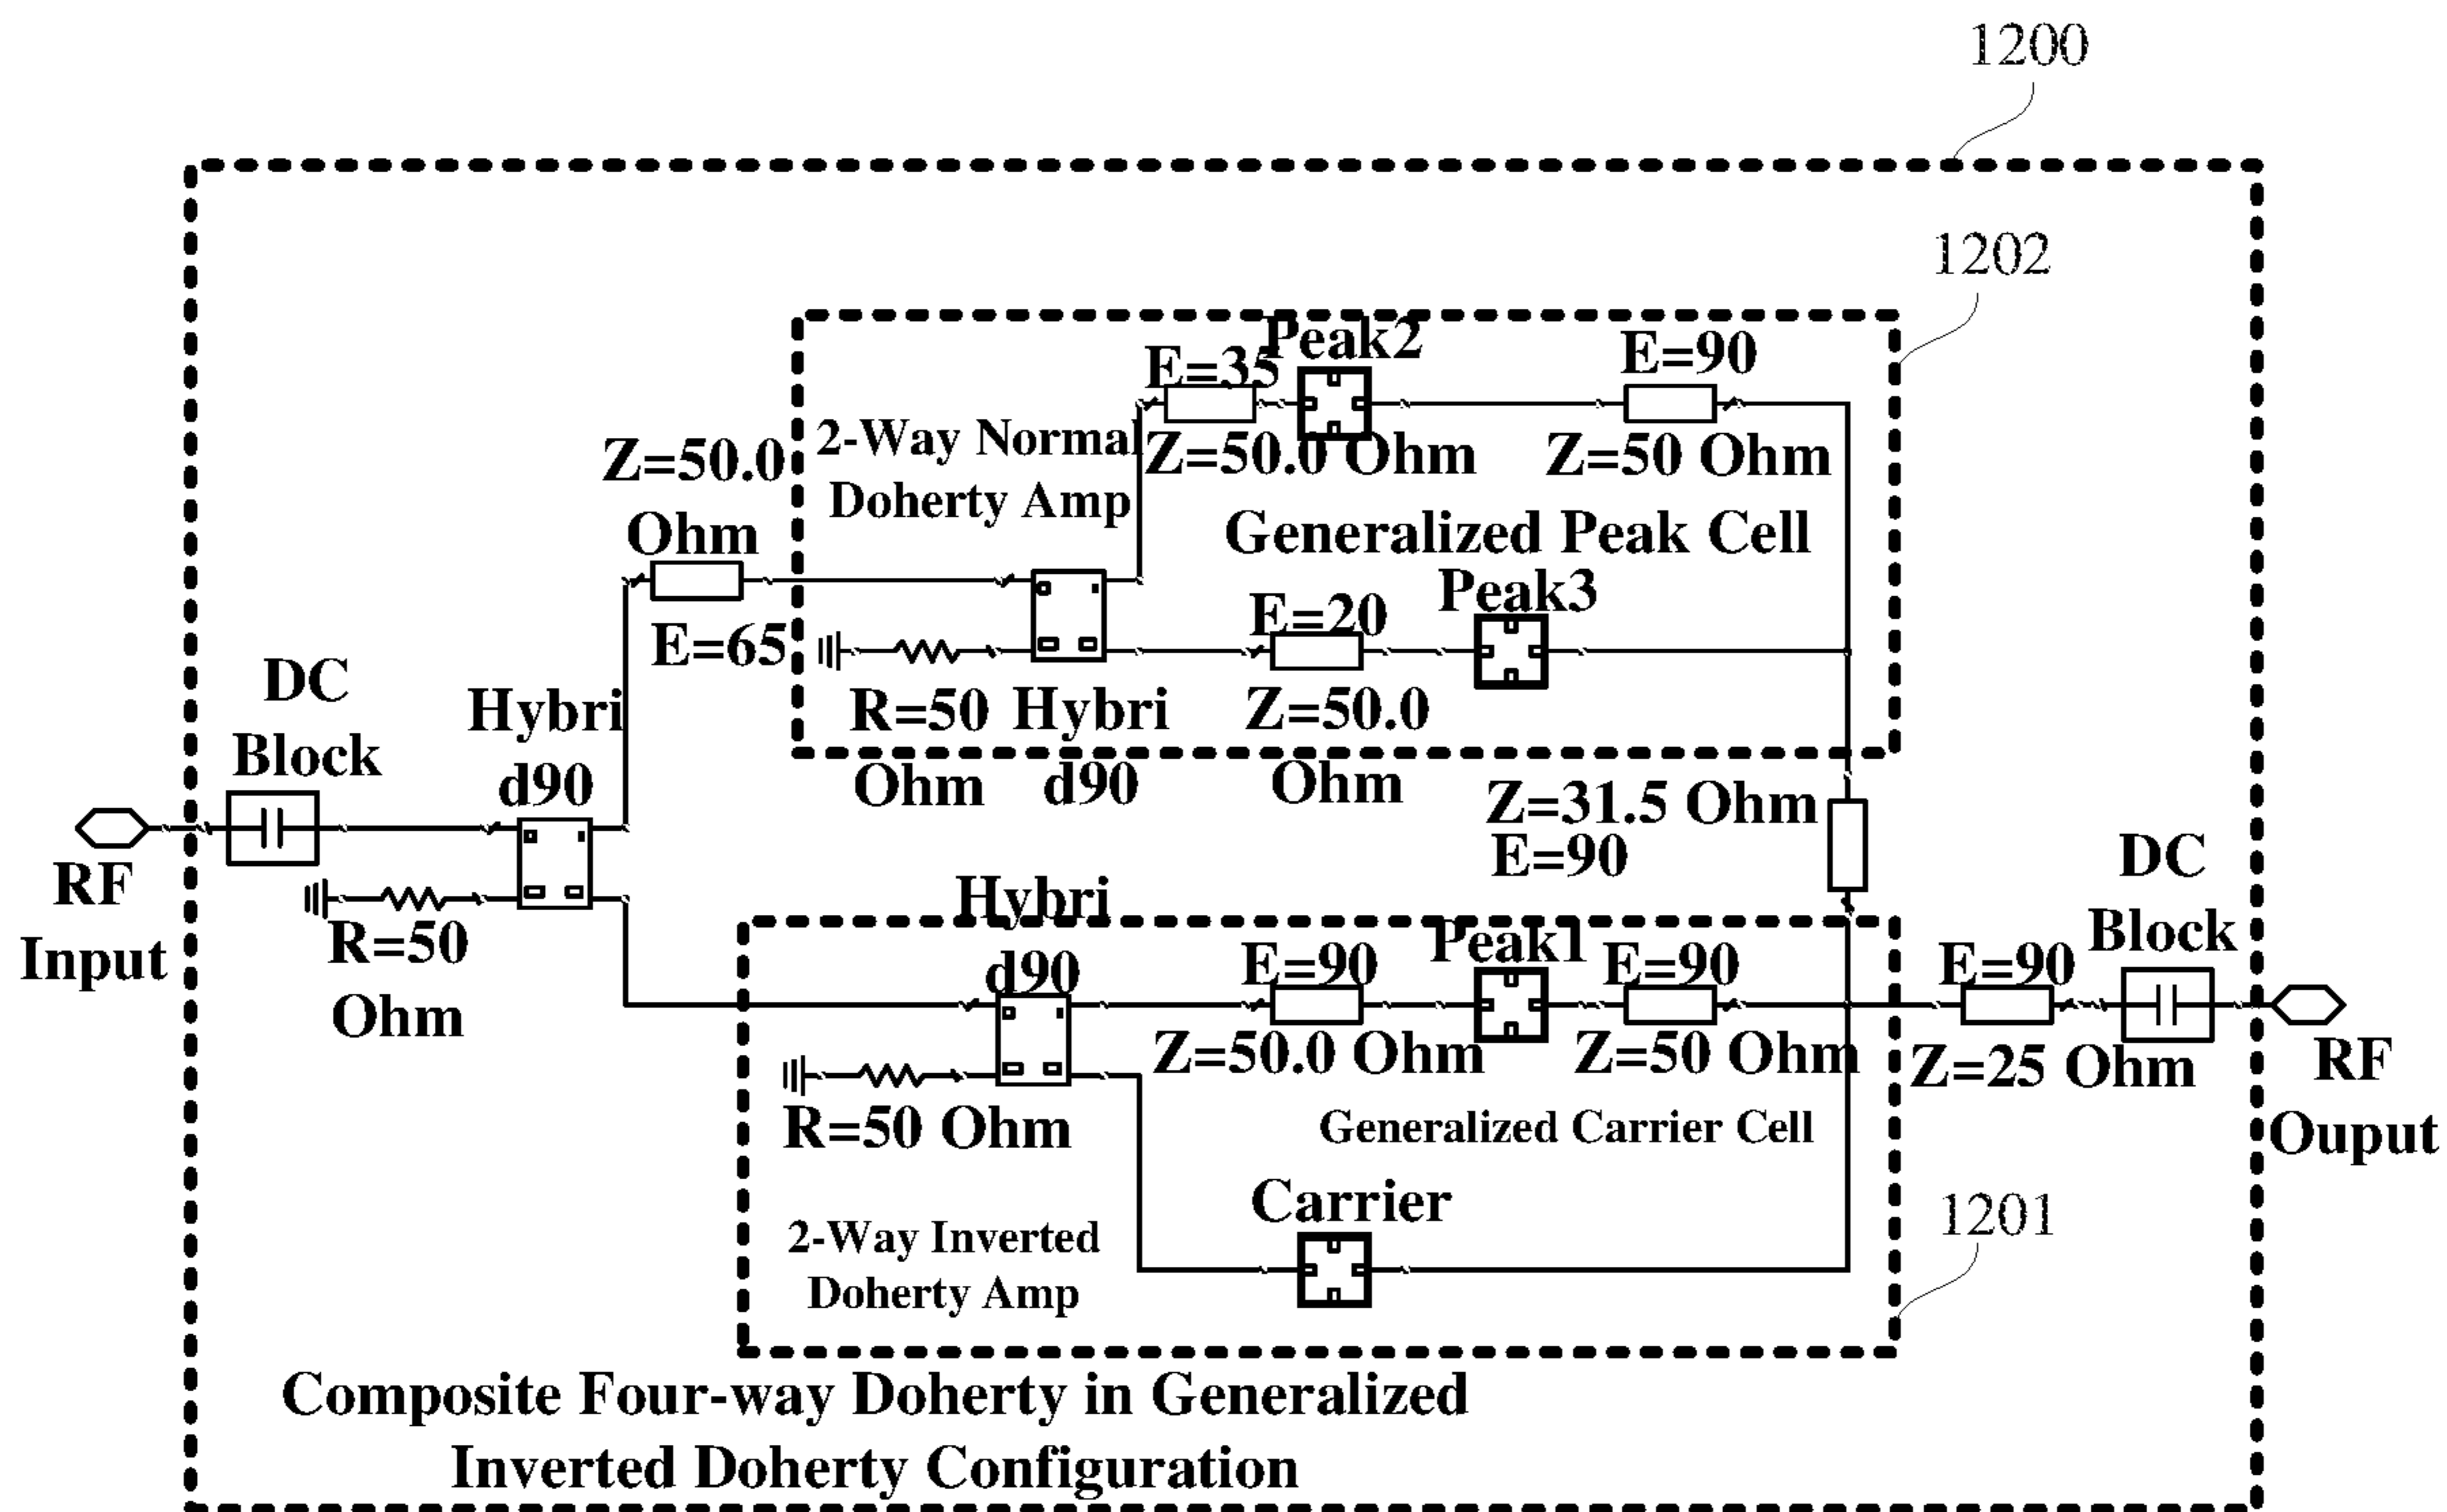 1200
1202
Peak2
E=35
E=90
2-Way Normal
Doherty Amp
Z=50.0 Ohm
Z=50 Ohm
Z=50.0
Ohm
E=65
Generalized Peak Cell
E=20
Peak3
R=50
Ohm
Hybri
d90
Z=50.0
Ohm
DC
Block
Hybri
d90
RF
Input
R=50
Ohm
Z=31.5 Ohm
E=90
DC
Block
Hybri
d90
E=90
Peak1
E=90
E=90
Z=50.0 Ohm
Z=50 Ohm
Z=25 Ohm
RF
Ouput
R=50 Ohm
Generalized Carrier Cell
Carrier
1201
2-Way Inverted
Doherty Amp
Composite Four-way Doherty in Generalized
Inverted Doherty Configuration